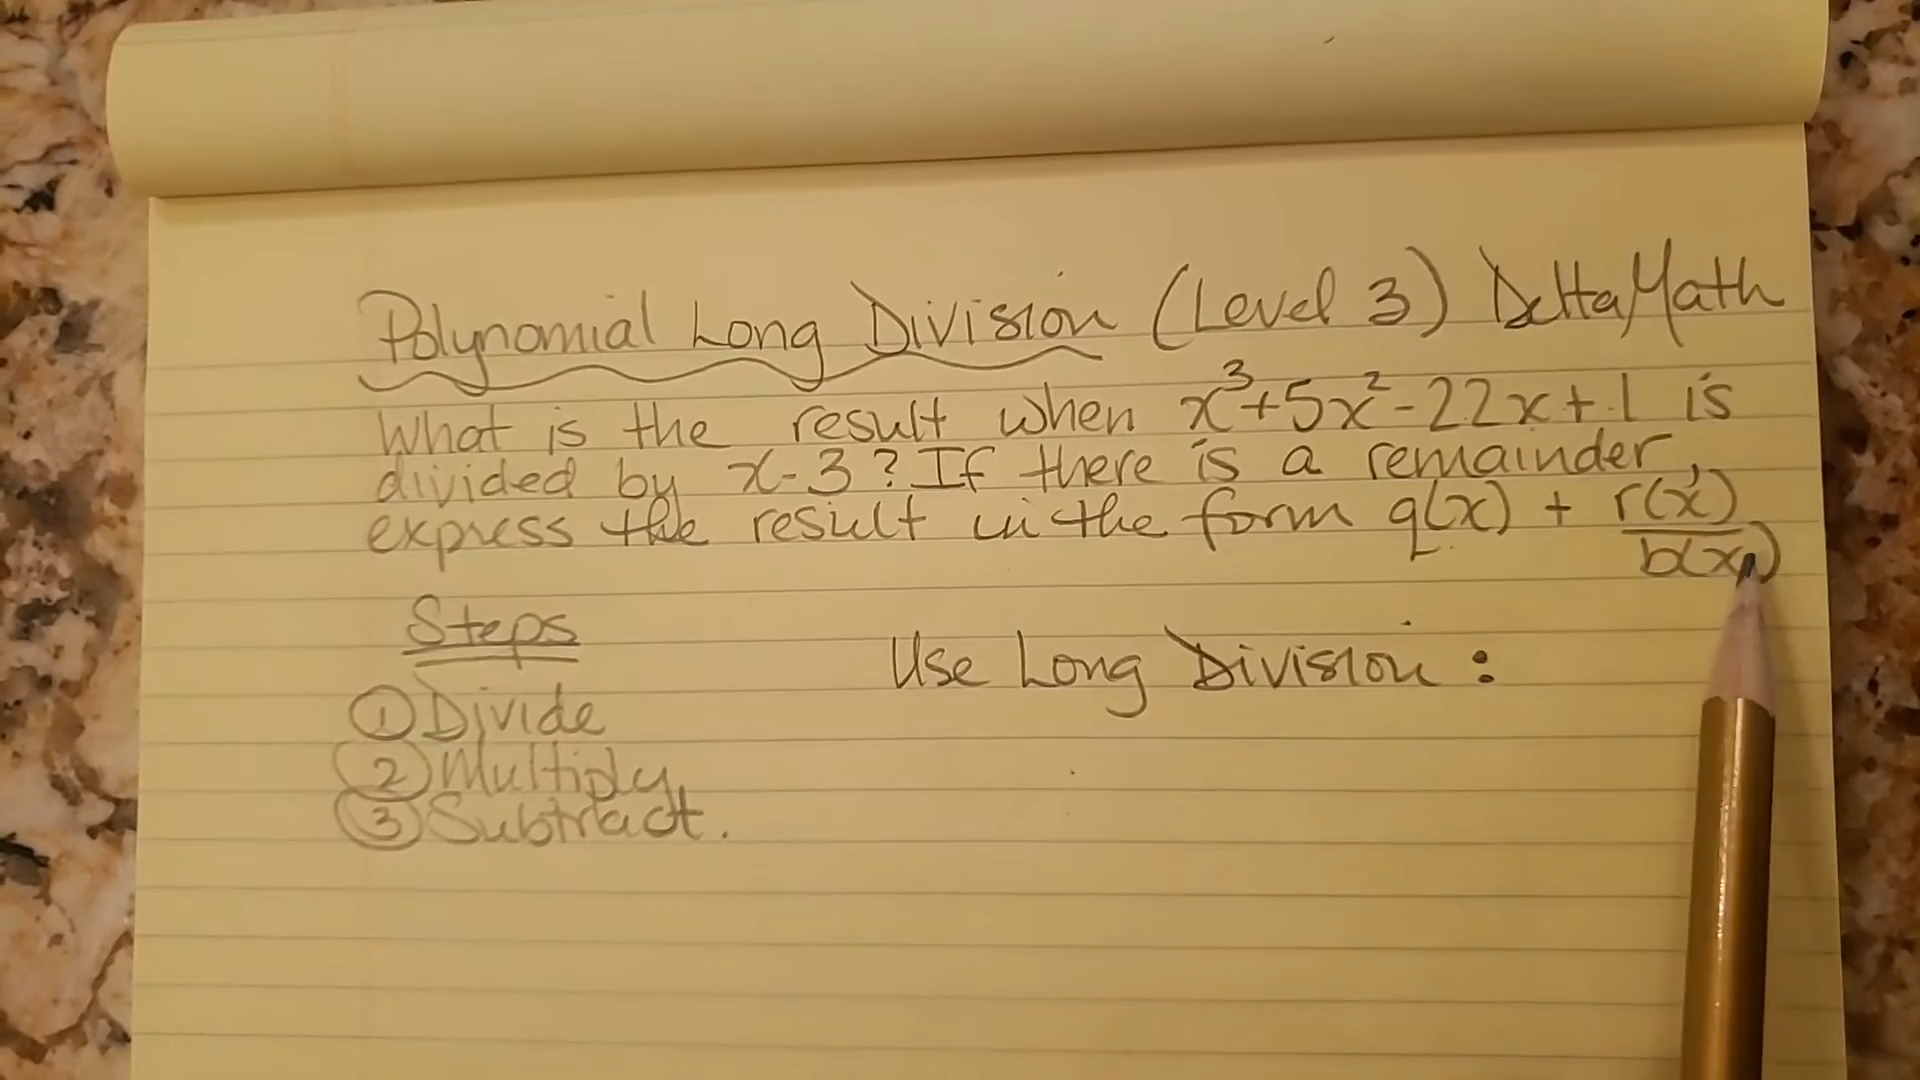 Polynomial Long Division (Level 3) DeltaMath
What is the result when x³+5x²-22x+1 is
divided by x-3? If there is a remainder,
express the result in the form q(x) + r(x)
b(x)
Steps
Use Long Division :
① Divide
② Multiply
③ Subtract.